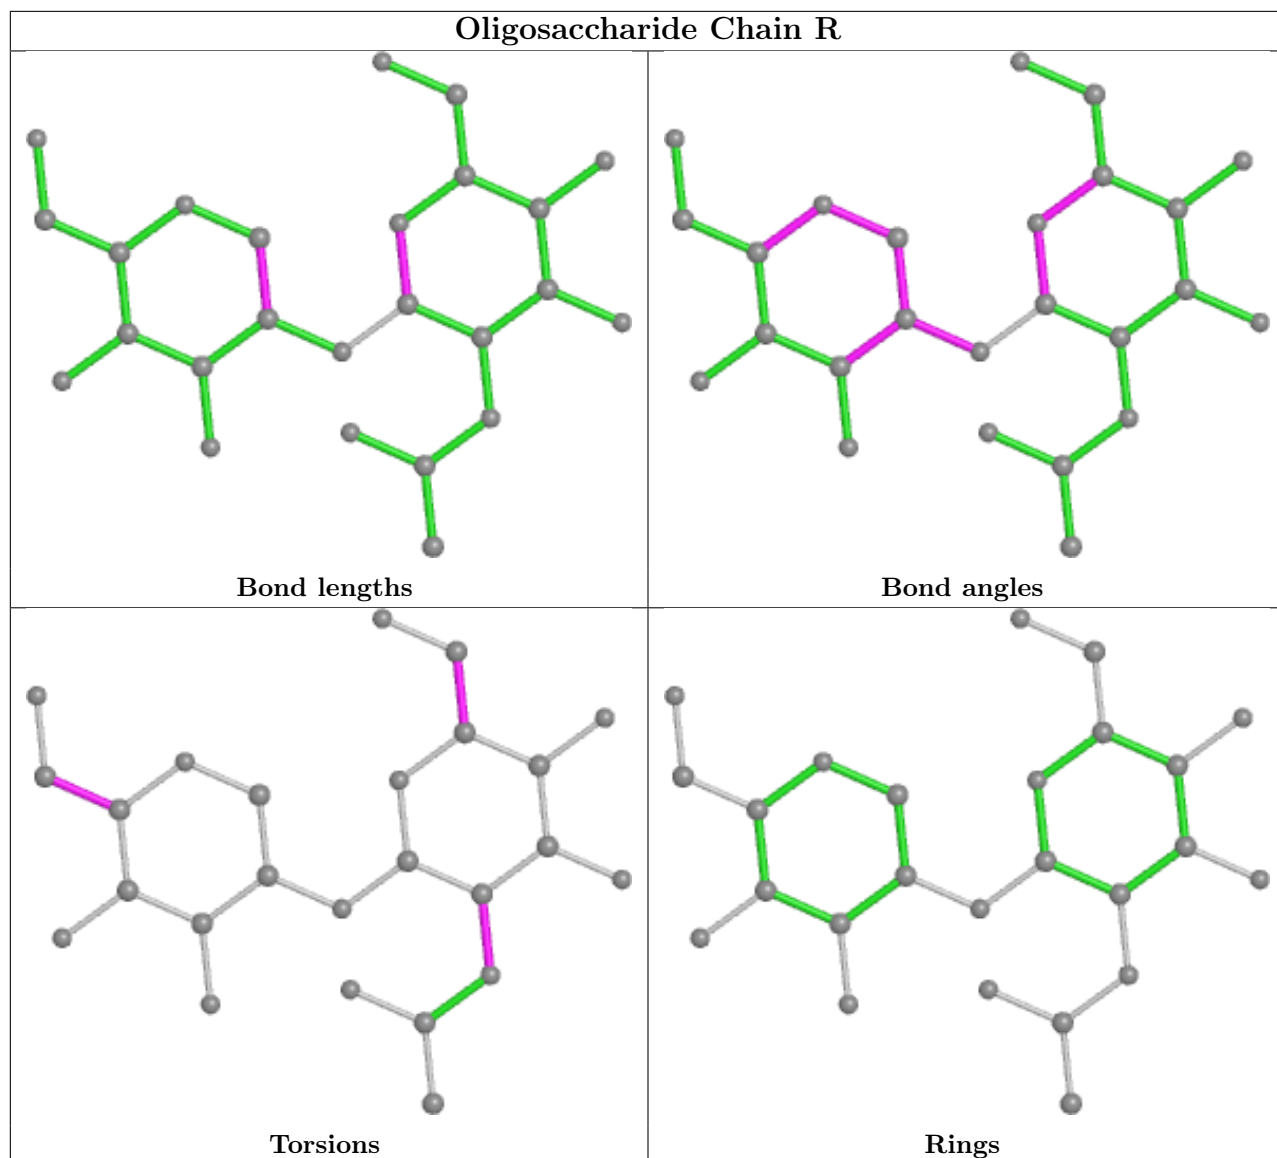 Oligosaccharide Chain R
Bond lengths
Bond angles
Torsions
Rings